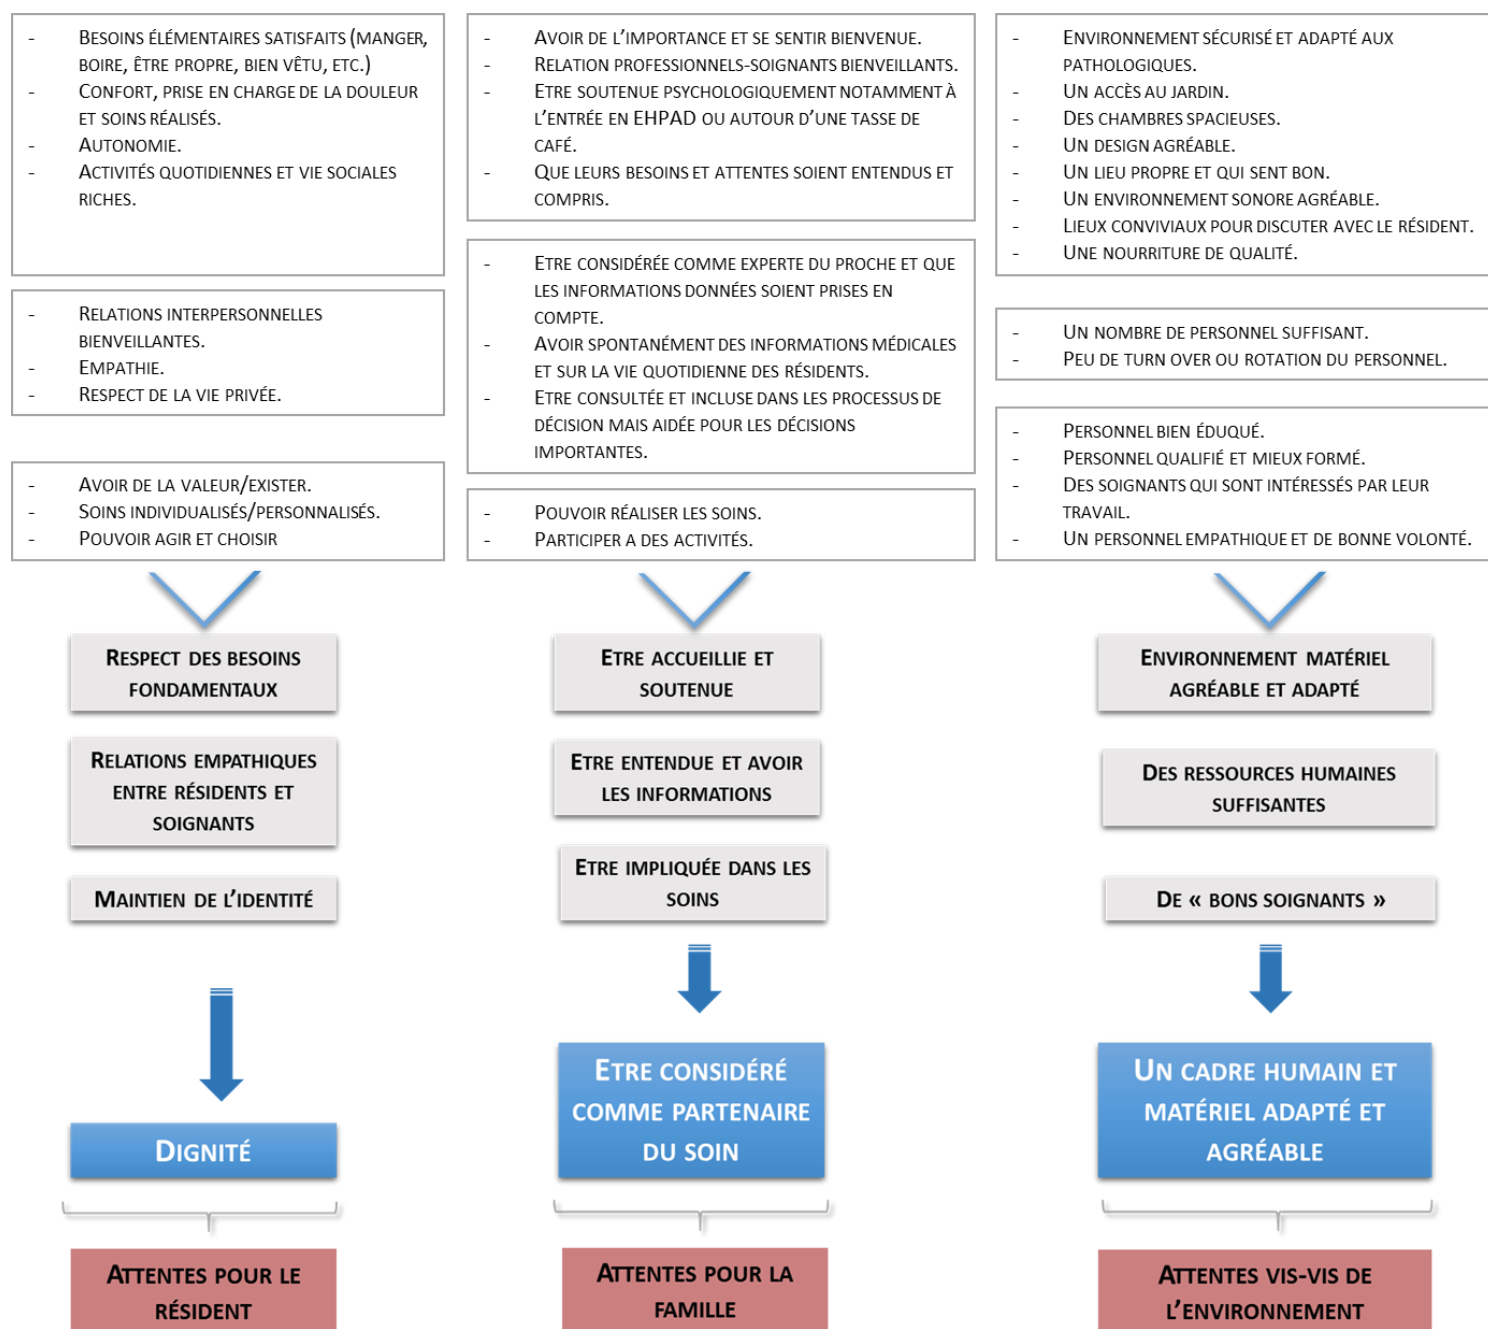 - Besoins élémentaires satisfaits (manger,
boire, être propre, bien vêtu, etc.)
- Confort, prise en charge de la douleur
et soins réalisés.
- Autonomie.
- Activités quotidiennes et vie sociales
riches.
- Relations interpersonnelles
bienveillantes.
- Empathie.
- Respect de la vie privée.
- Avoir de la valeur/exister.
- Soins individualisés/personnalisés.
- Pouvoir agir et choisir
- Avoir de l'importance et se sentir bienvenue.
- Relation professionnels-soignants bienveillants.
- Etre soutenue psychologiquement notamment à
l'entrée en EHPAD ou autour d'une tasse de
café.
- Que leurs besoins et attentes soient entendus et
compris.
- Etre considérée comme experte du proche et que
les informations données soient prises en
compte.
- Avoir spontanément des informations médicales
et sur la vie quotidienne des résidents.
- Etre consultée et incluse dans les processus de
décision mais aidée pour les décisions
importantes.
- Pouvoir réaliser les soins.
- Participer a des activités.
- Environnement sécurisé et adapté aux
pathologiques.
- Un accès au jardin.
- Des chambres spacieuses.
- Un design agréable.
- Un lieu propre et qui sent bon.
- Un environnement sonore agréable.
- Lieux conviviaux pour discuter avec le résident.
- Une nourriture de qualité.
- Un nombre de personnel suffisant.
- Peu de turn over ou rotation du personnel.
- Personnel bien éduqué.
- Personnel qualifié et mieux formé.
- Des soignants qui sont intéressés par leur
travail.
- Un personnel empathique et de bonne volonté.
Respect des besoins
fondamentaux
Relations empathiques
entre résidents et
soignants
Maintien de l'identité
Etre accueillie et
soutenue
Etre entendue et avoir
les informations
Etre impliquée dans les
soins
Environnement matériel
agréable et adapté
Des ressources humaines
suffisantes
De « bons soignants »
Dignité
Etre considéré
comme partenaire
du soin
Un cadre humain et
matériel adapté et
agréable
Attentes pour le
résident
Attentes pour la
famille
Attentes vis-vis de
l'environnement